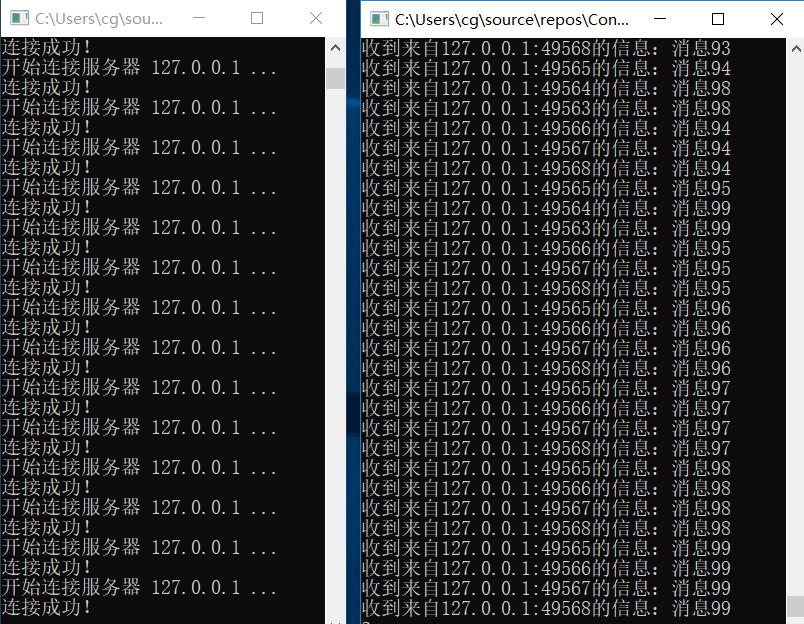 C:\Users\cg\sou...
连接成功!
开始连接服务器 127.0.0.1 ...
连接成功!
开始连接服务器 127.0.0.1 ...
连接成功!
开始连接服务器 127.0.0.1 ...
连接成功!
开始连接服务器 127.0.0.1 ...
连接成功!
开始连接服务器 127.0.0.1 ...
连接成功!
开始连接服务器 127.0.0.1 ...
连接成功!
开始连接服务器 127.0.0.1 ...
连接成功!
开始连接服务器 127.0.0.1 ...
连接成功!
开始连接服务器 127.0.0.1 ...
连接成功!
开始连接服务器 127.0.0.1 ...
连接成功!
开始连接服务器 127.0.0.1 ...
连接成功!
开始连接服务器 127.0.0.1 ...
连接成功!
开始连接服务器 127.0.0.1 ...
连接成功!
开始连接服务器 127.0.0.1 ...
连接成功!
C:\Users\cg\source\repos\Con...
收到来自127.0.0.1:49568的信息：消息93
收到来自127.0.0.1:49565的信息：消息94
收到来自127.0.0.1:49564的信息：消息98
收到来自127.0.0.1:49563的信息：消息98
收到来自127.0.0.1:49566的信息：消息94
收到来自127.0.0.1:49567的信息：消息94
收到来自127.0.0.1:49568的信息：消息94
收到来自127.0.0.1:49565的信息：消息95
收到来自127.0.0.1:49564的信息：消息99
收到来自127.0.0.1:49563的信息：消息99
收到来自127.0.0.1:49566的信息：消息95
收到来自127.0.0.1:49567的信息：消息95
收到来自127.0.0.1:49568的信息：消息95
收到来自127.0.0.1:49565的信息：消息96
收到来自127.0.0.1:49566的信息：消息96
收到来自127.0.0.1:49567的信息：消息96
收到来自127.0.0.1:49568的信息：消息96
收到来自127.0.0.1:49565的信息：消息97
收到来自127.0.0.1:49566的信息：消息97
收到来自127.0.0.1:49567的信息：消息97
收到来自127.0.0.1:49568的信息：消息97
收到来自127.0.0.1:49565的信息：消息98
收到来自127.0.0.1:49566的信息：消息98
收到来自127.0.0.1:49567的信息：消息98
收到来自127.0.0.1:49568的信息：消息98
收到来自127.0.0.1:49565的信息：消息99
收到来自127.0.0.1:49566的信息：消息99
收到来自127.0.0.1:49567的信息：消息99
收到来自127.0.0.1:49568的信息：消息99